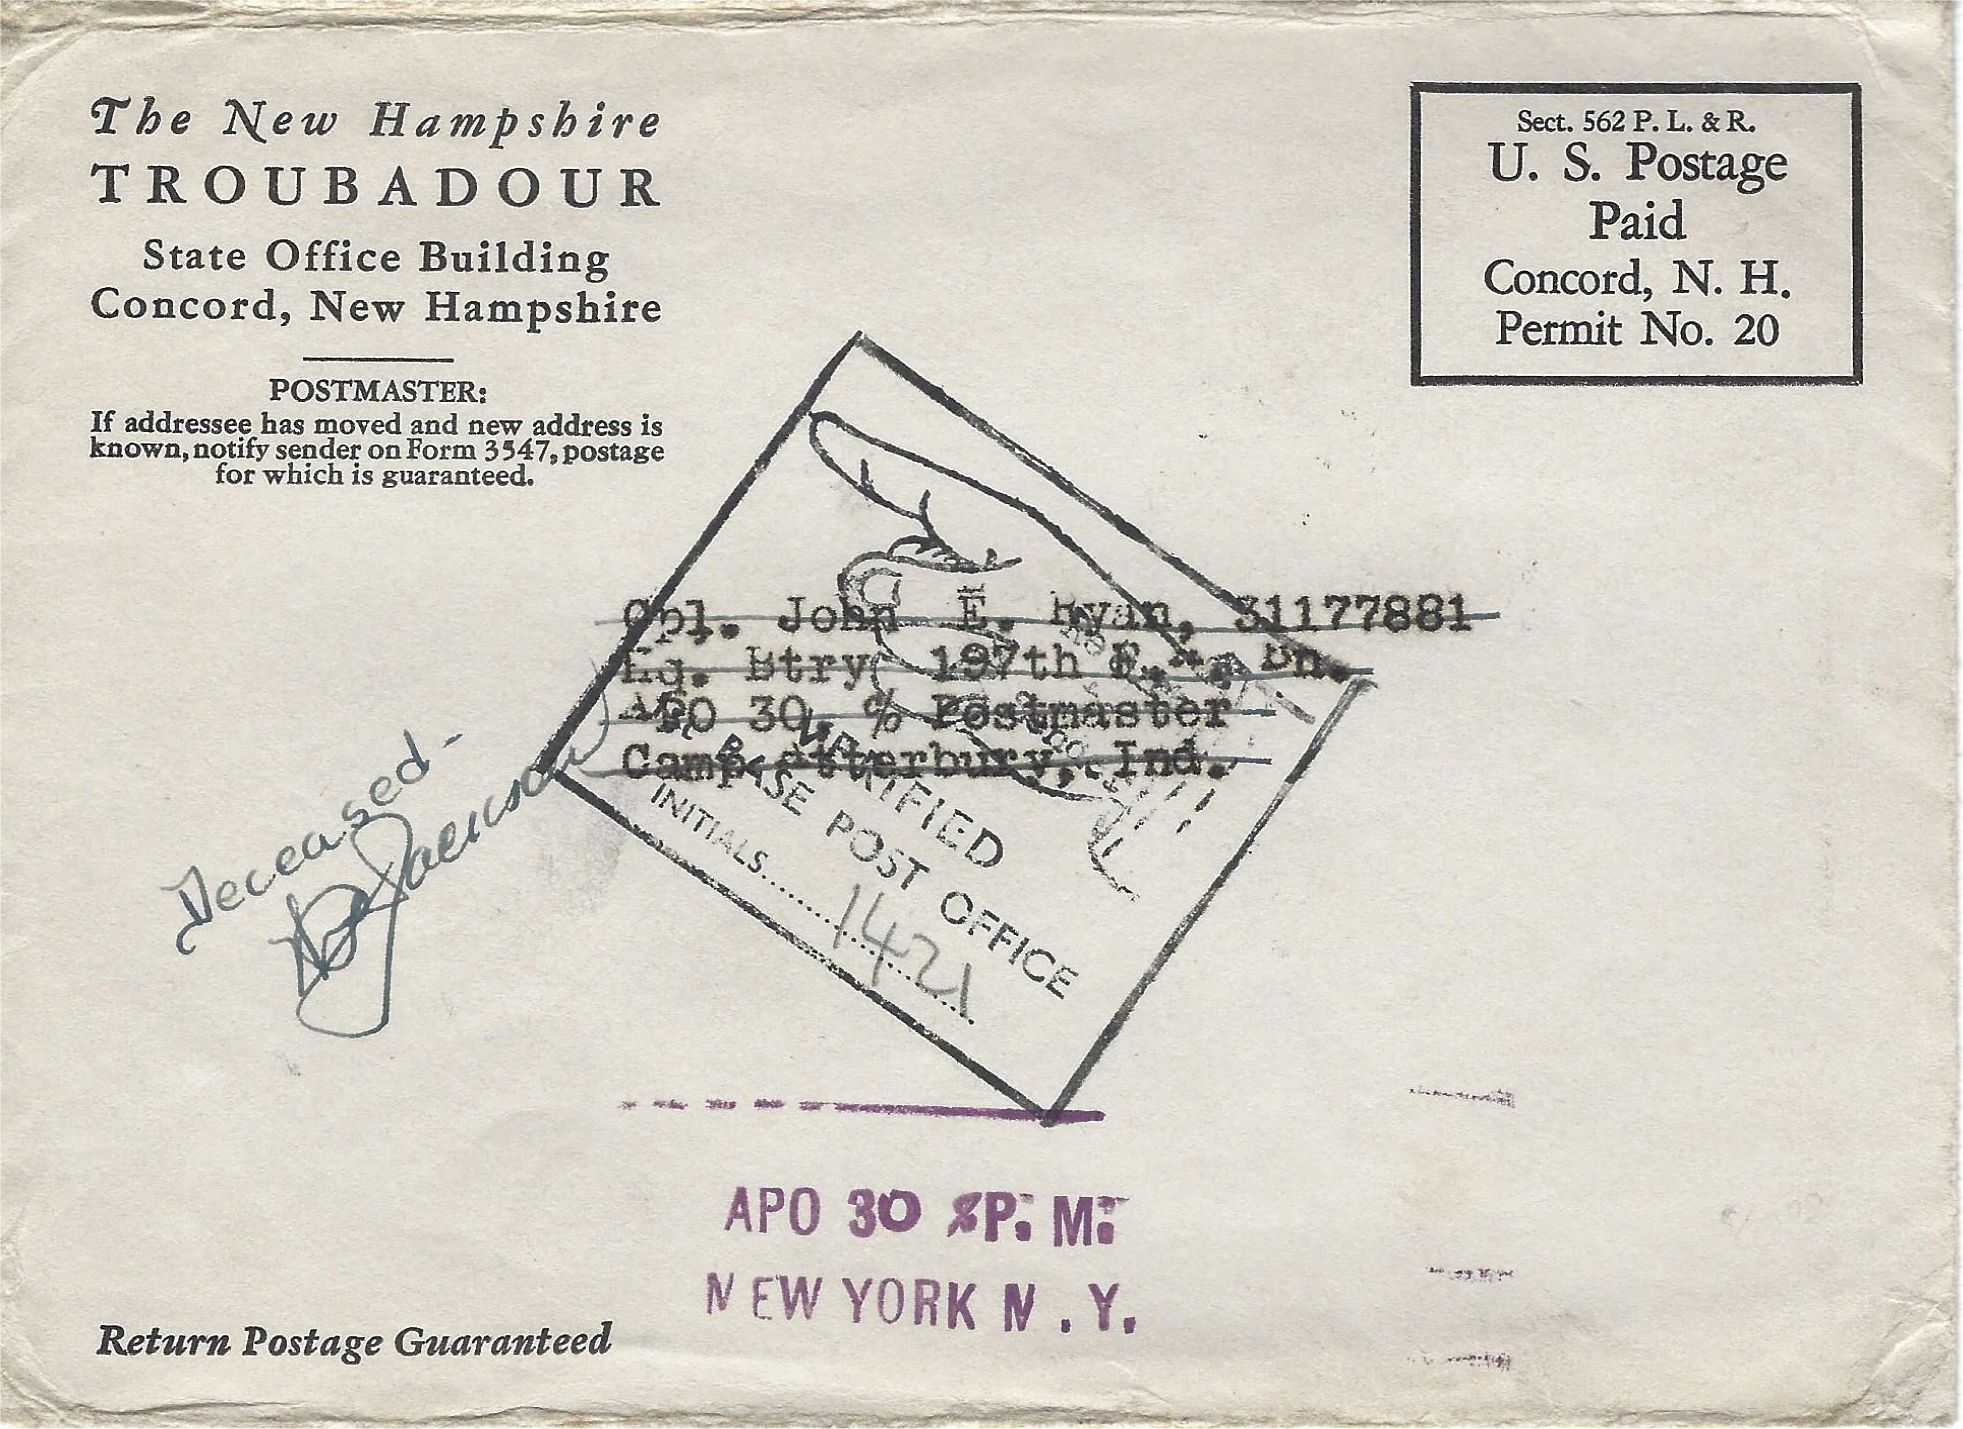 The New Hampshire
TROUBADOUR
State Office Building
Concord, New Hampshire
POSTMASTER:
If addressee has moved and new address is
known, notify sender on Form 3547, postage
for which is guaranteed.
Sect. 562 P. L. & R.
U. S. Postage
Paid
Concord, N. H.
Permit No. 20
Cpl. John E. Ryan, 31177881
Hq. Btry 197th F.A. Bn.
APO 30, % Postmaster
Camp Atterbury, Ind.
Deceased -
VERIFIED
BASE POST OFFICE
INITIALS
1421
APO 30 P. M.
NEW YORK N. Y.
Return Postage Guaranteed